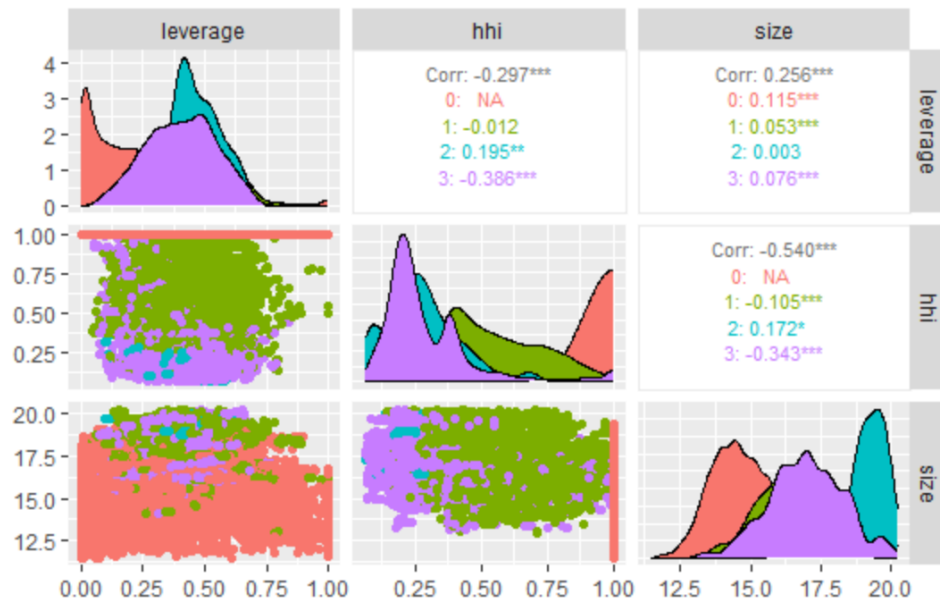 leverage hhi size
4
3
2
1
0
Corr: -0.297***
0: NA
1: -0.012
2: 0.195**
3: -0.386***
Corr: 0.256***
0: 0.115***
1: 0.053***
2: 0.003
3: 0.076***
leverage
1.00
0.75
0.50
0.25
Corr: -0.540***
0: NA
1: -0.105***
2: 0.172*
3: -0.343***
hhi
20.0
17.5
15.0
12.5
size
0.00 0.25 0.50 0.75 1.00 0.25 0.50 0.75 1.00 12.5 15.0 17.5 20.0